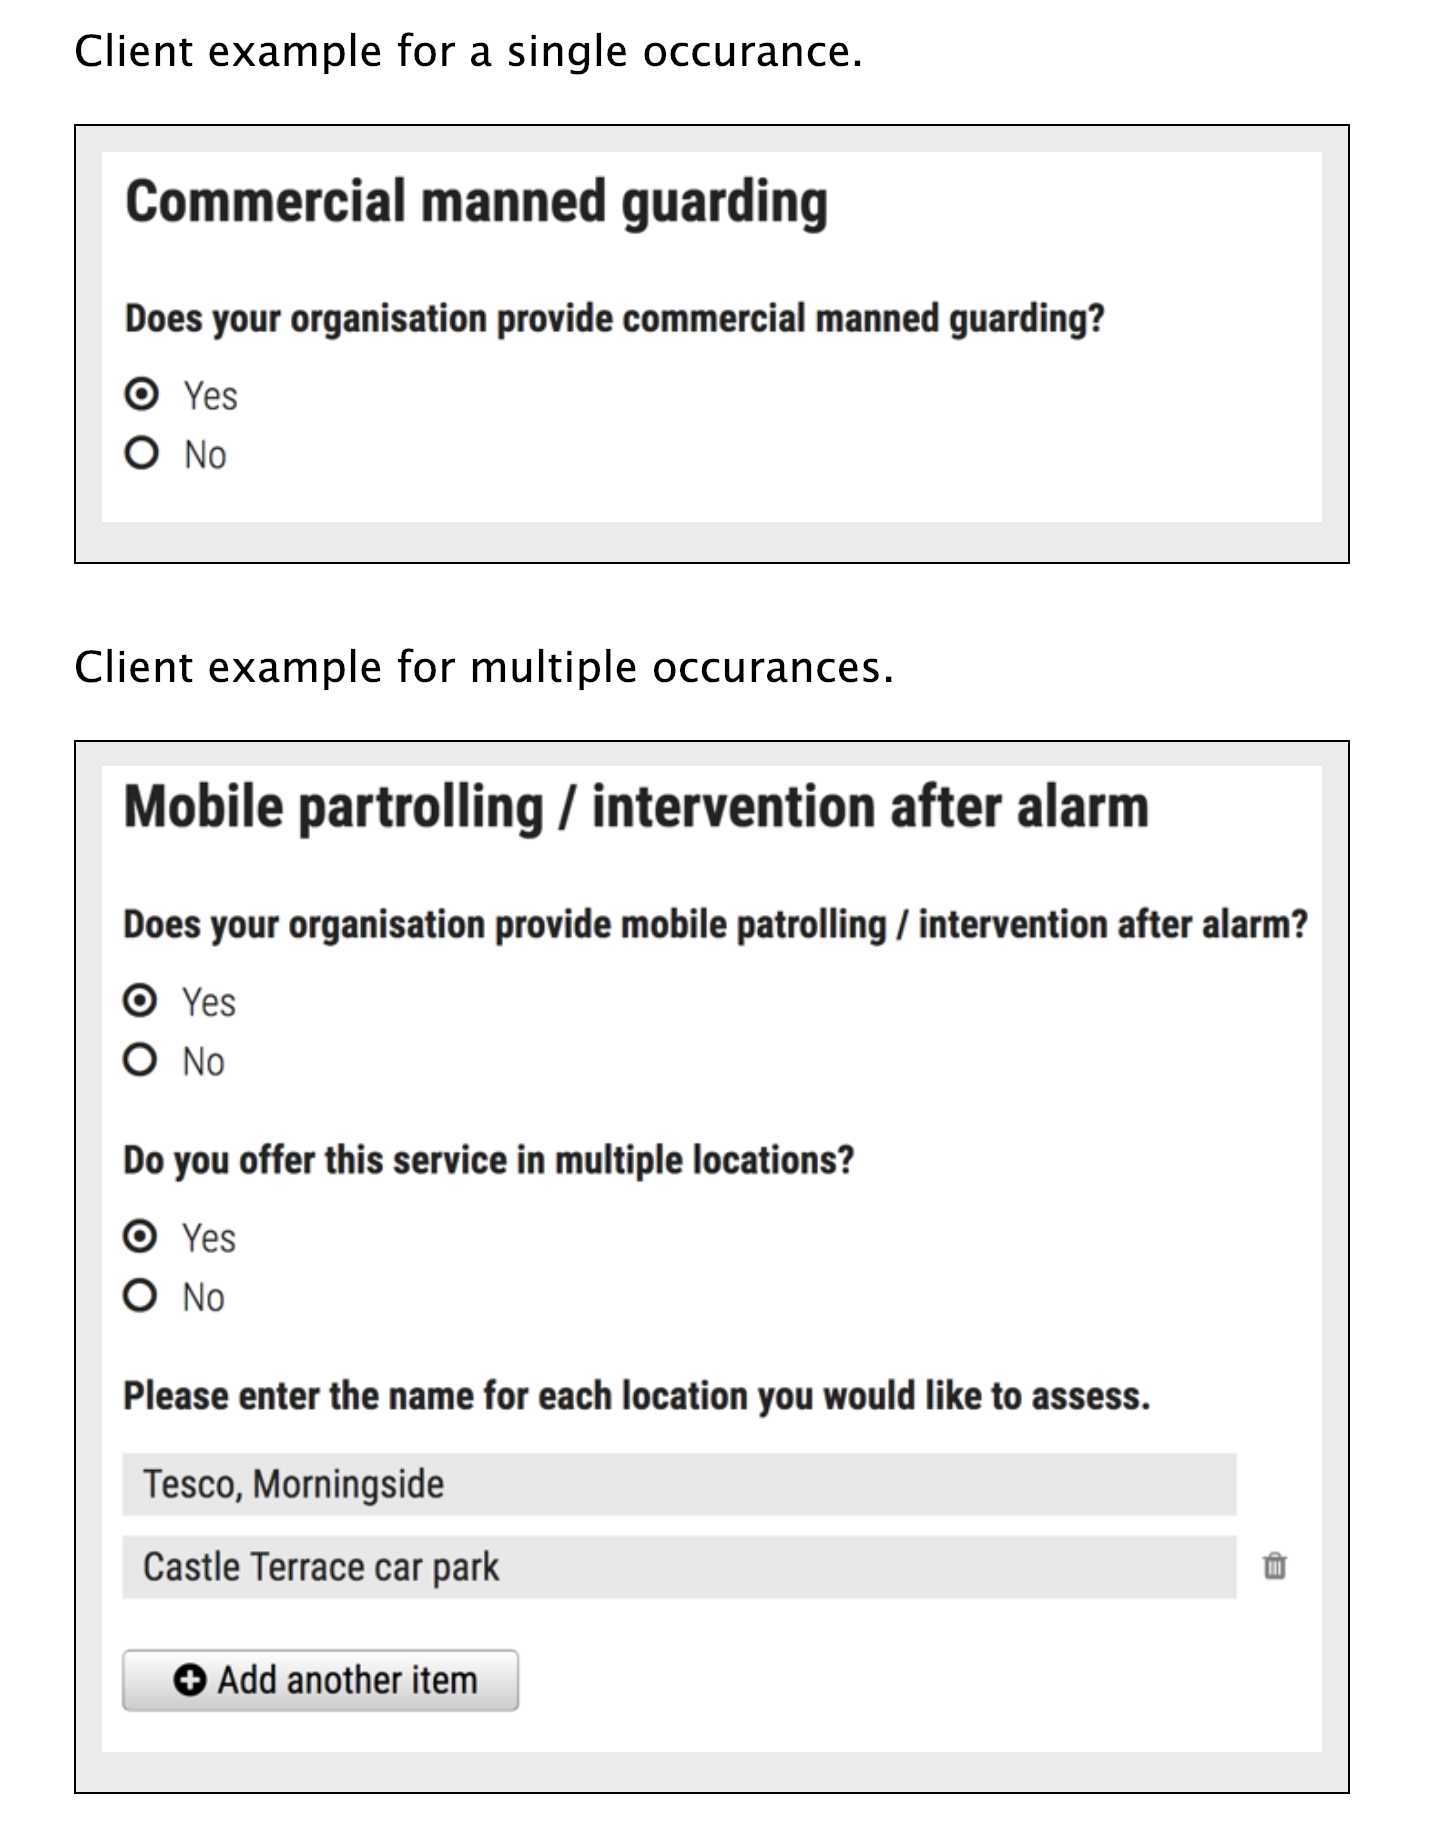 Client example for a single occurance.
Commercial manned guarding
Does your organisation provide commercial manned guarding?
Yes
No
Client example for multiple occurances.
Mobile partrolling / intervention after alarm
Does your organisation provide mobile patrolling / intervention after alarm?
Yes
No
Do you offer this service in multiple locations?
Yes
No
Please enter the name for each location you would like to assess.
Tesco, Morningside
Castle Terrace car park
Add another item